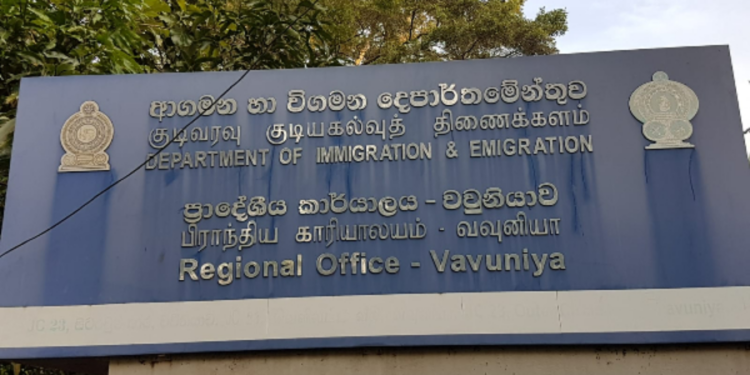 ආගමන හා විගමන දෙපාර්තමේන්තුව
குடிவரவு குடியகல்வுத் திணைக்களம்
DEPARTMENT OF IMMIGRATION & EMIGRATION
ප්‍රාදේශීය කාර්යාලය - වවුනියාව
பிராந்திய காரியாலயம் - வவுனியா
Regional Office - Vavuniya